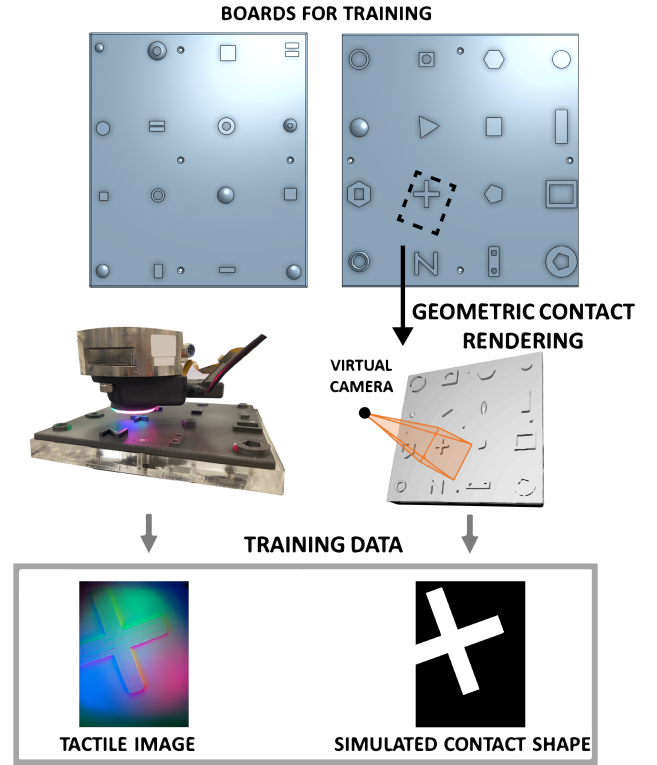 BOARDS FOR TRAINING
GEOMETRIC CONTACT
RENDERING
VIRTUAL
CAMERA
TRAINING DATA
TACTILE IMAGE
SIMULATED CONTACT SHAPE